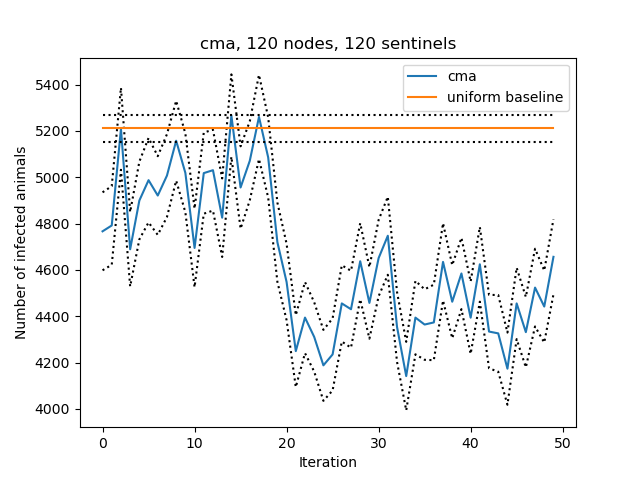 cma, 120 nodes, 120 sentinels
cma
uniform baseline
Number of infected animals
5400
5200
5000
4800
4600
4400
4200
4000
0 10 20 30 40 50
Iteration